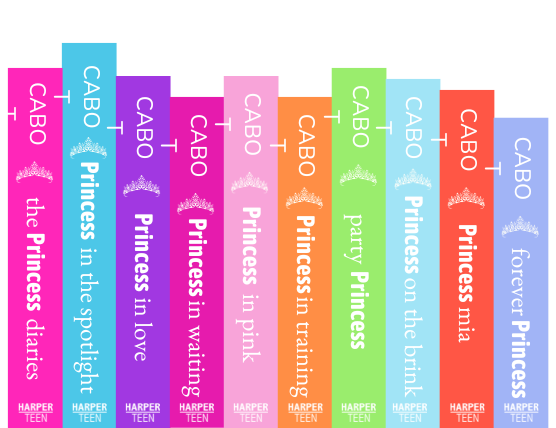 CABO
T
the Princess diaries
HARPER
TEEN
CABO
T
Princess in the spotlight
HARPER
TEEN
CABO
T
Princess in love
HARPER
TEEN
CABO
T
Princess in waiting
HARPER
TEEN
CABO
T
Princess in pink
HARPER
TEEN
CABO
T
Princess in training
HARPER
TEEN
CABO
T
party Princess
HARPER
TEEN
CABO
T
Princess on the brink
HARPER
TEEN
CABO
T
Princess mia
HARPER
TEEN
CABO
T
forever Princess
HARPER
TEEN